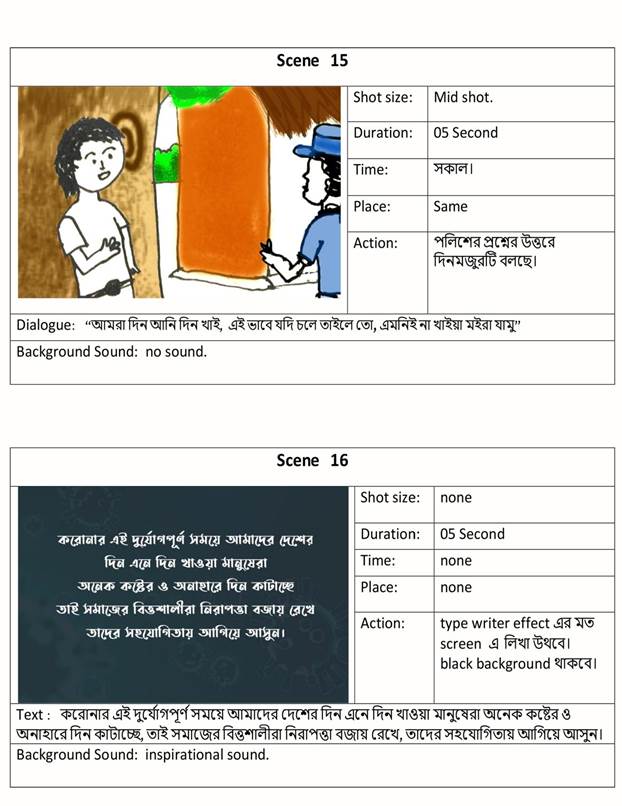 Scene 15
Shot size: Mid shot.
Duration: 05 Second
Time: সকাল।
Place: Same
Action: পলিশের প্রশ্নের উত্তরে
দিনমজুরটি বলছে।
Dialogue: “আমরা দিন আনি দিন খাই, এই ভাবে যদি চলে তাইলে তো, এমনিই না খাইয়া মইরা যামু”
Background Sound: no sound.
Scene 16
করোনার এই দুর্যোগপূর্ণ সময়ে আমাদের দেশের
দিন এনে দিন খাওয়া মানুষেরা
অনেক কষ্টের ও অনাহারে দিন কাটাচ্ছে
তাই সমাজের বিত্তশালীরা নিরাপত্তা বজায় রেখে
তাদের সহযোগিতায় আগিয়ে আসুন।
Shot size: none
Duration: 05 Second
Time: none
Place: none
Action: type writer effect এর মত
screen এ লিখা উথবে।
black background থাকবে।
Text : করোনার এই দুর্যোগপূর্ণ সময়ে আমাদের দেশের দিন এনে দিন খাওয়া মানুষেরা অনেক কস্টের ও
অনাহারে দিন কাটাচ্ছে, তাই সমাজের বিত্তশালীরা নিরাপত্তা বজায় রেখে, তাদের সহযোগিতায় আগিয়ে আসুন।
Background Sound: inspirational sound.